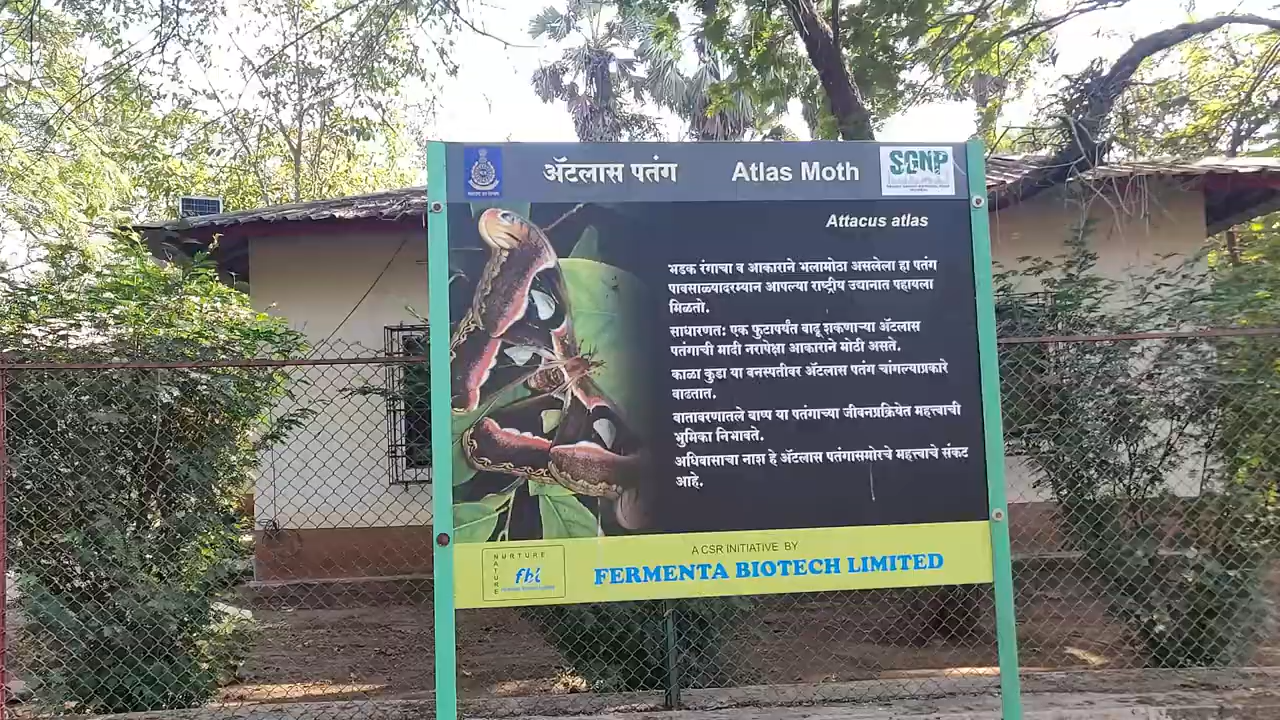 ॲटलास पतंग
Atlas Moth
SGNP
Attacus atlas
भडक रंगाचा व आकाराने भलामोठा असलेला हा पतंग
पावसाळ्यादरम्यान आपल्या राष्ट्रीय उद्यानात पहायला
मिळतो.
साधारणतः एक फुटापर्यंत वाढू शकणाऱ्या ॲटलास
पतंगाची मादी नरापेक्षा आकाराने मोठी असते.
काळा कुडा या वनस्पतीवर ॲटलास पतंग चांगल्याप्रकारे
वाढतात.
वातावरणातले बाष्प या पतंगाच्या जीवनप्रक्रियेत महत्त्वाची
भुमिका निभावते.
अधिवासाचा नाश हे ॲटलास पतंगासमोरचे महत्त्वाचे संकट
आहे.
NURTURE
NATURE
fbl
A CSR INITIATIVE BY
FERMENTA BIOTECH LIMITED